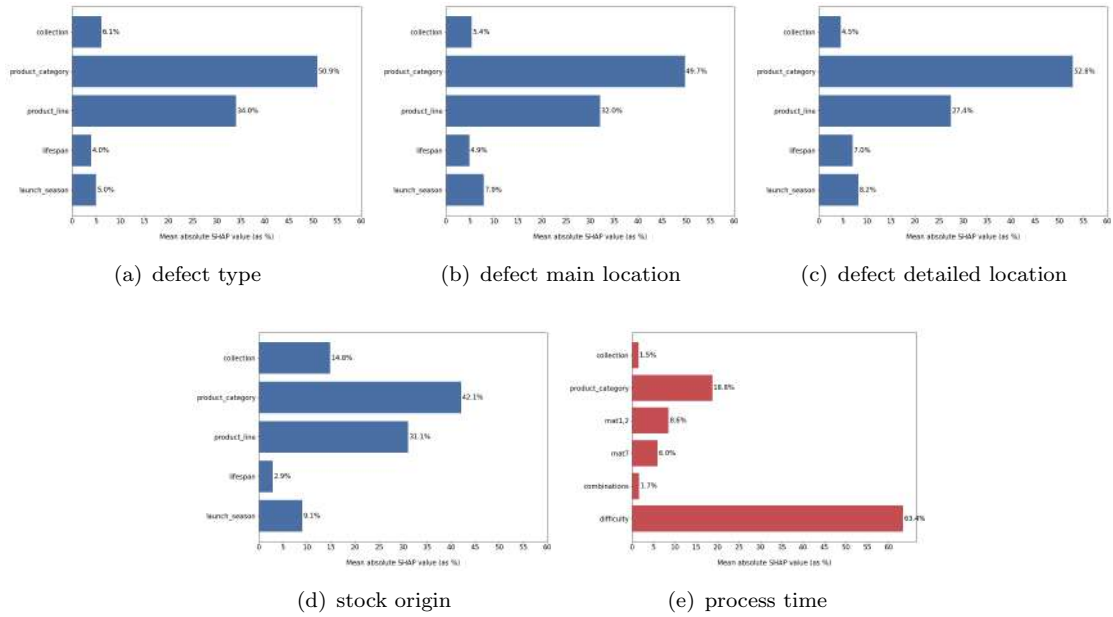 collection
6.1%
product_category
50.9%
product_line
34.0%
lifespan
4.0%
launch_season
5.0%
0 5 10 15 20 25 30 35 40 45 50 55 60
Mean absolute SHAP value (as %)
(a) defect type
collection
5.4%
product_category
49.7%
product_line
32.0%
lifespan
4.9%
launch_season
7.9%
0 5 10 15 20 25 30 35 40 45 50 55 60
Mean absolute SHAP value (as %)
(b) defect main location
collection
4.5%
product_category
52.8%
product_line
27.4%
lifespan
7.0%
launch_season
8.2%
0 5 10 15 20 25 30 35 40 45 50 55 60
Mean absolute SHAP value (as %)
(c) defect detailed location
collection
14.8%
product_category
42.1%
product_line
31.1%
lifespan
2.9%
launch_season
9.1%
0 5 10 15 20 25 30 35 40 45 50 55 60
Mean absolute SHAP value (as %)
(d) stock origin
collection
1.5%
product_category
18.8%
mat1,2
8.6%
mat7
6.0%
combinations
1.7%
difficulty
63.4%
0 5 10 15 20 25 30 35 40 45 50 55 60
Mean absolute SHAP value (as %)
(e) process time